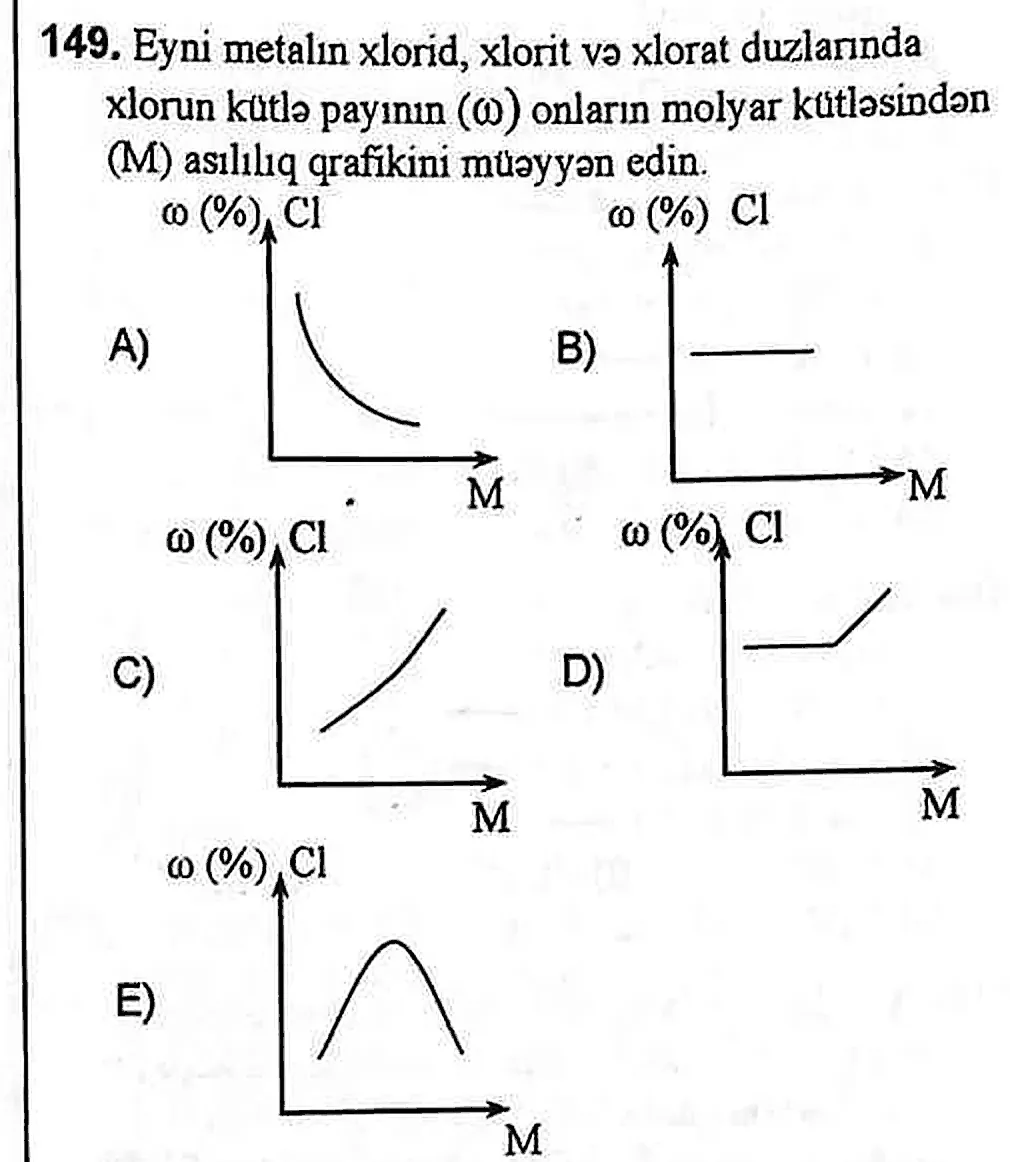 149. Eyni metalın xlorid, xlorit və xlorat duzlarında
xlorun kütlə payının (ω) onların molyar kütləsindən
(M) asılılıq qrafikini müəyyən edin.
ω (%) Cl
A)
M
ω (%) Cl
B)
M
ω (%) Cl
C)
M
ω (%) Cl
D)
M
ω (%) Cl
E)
M